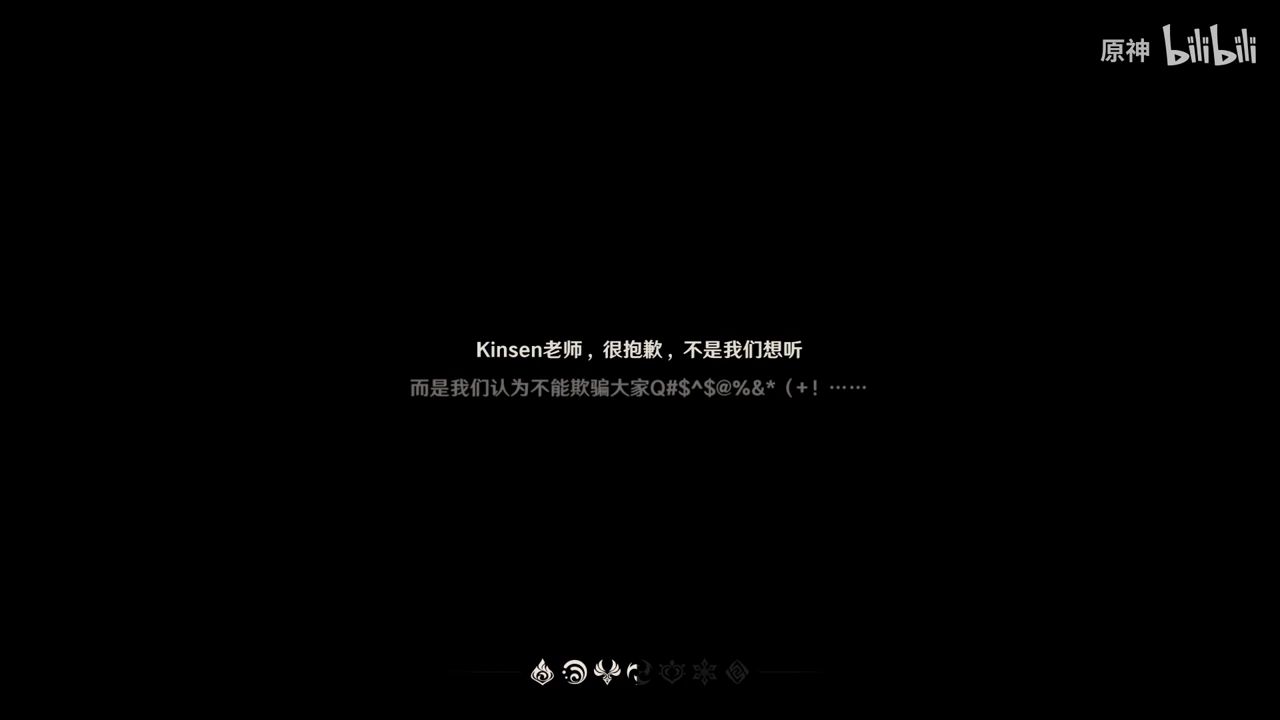 原神 bilibili
Kinsen老师，很抱歉，不是我们想听
而是我们认为不能欺骗大家Q#$^$@%&*（+！……